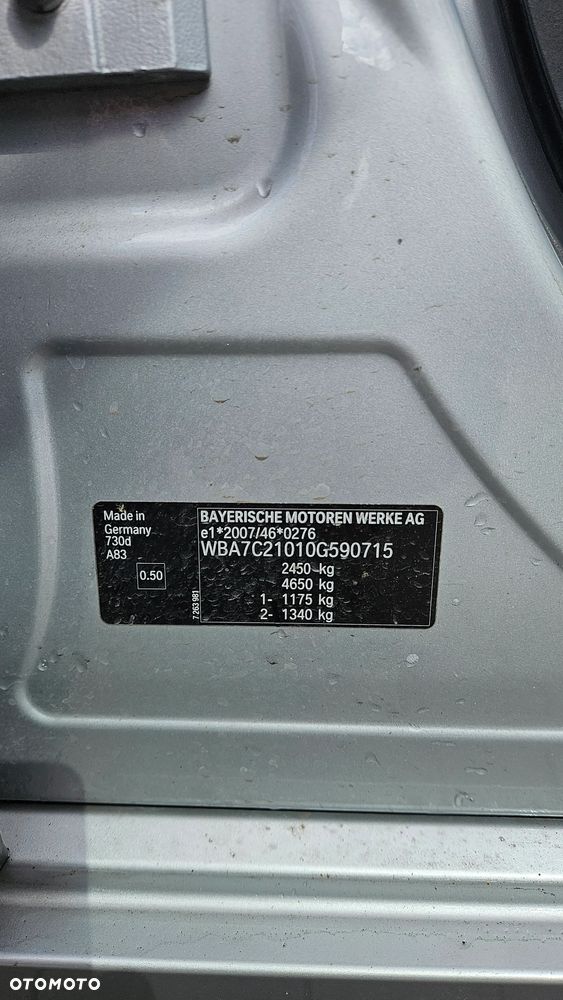 Made in
Germany
730d
A83
0.50
7 263 981
BAYERISCHE MOTOREN WERKE AG
e1*2007/46*0276
WBA7C21010G590715
2450 kg
4650 kg
1- 1175 kg
2- 1340 kg
OTOMOTO